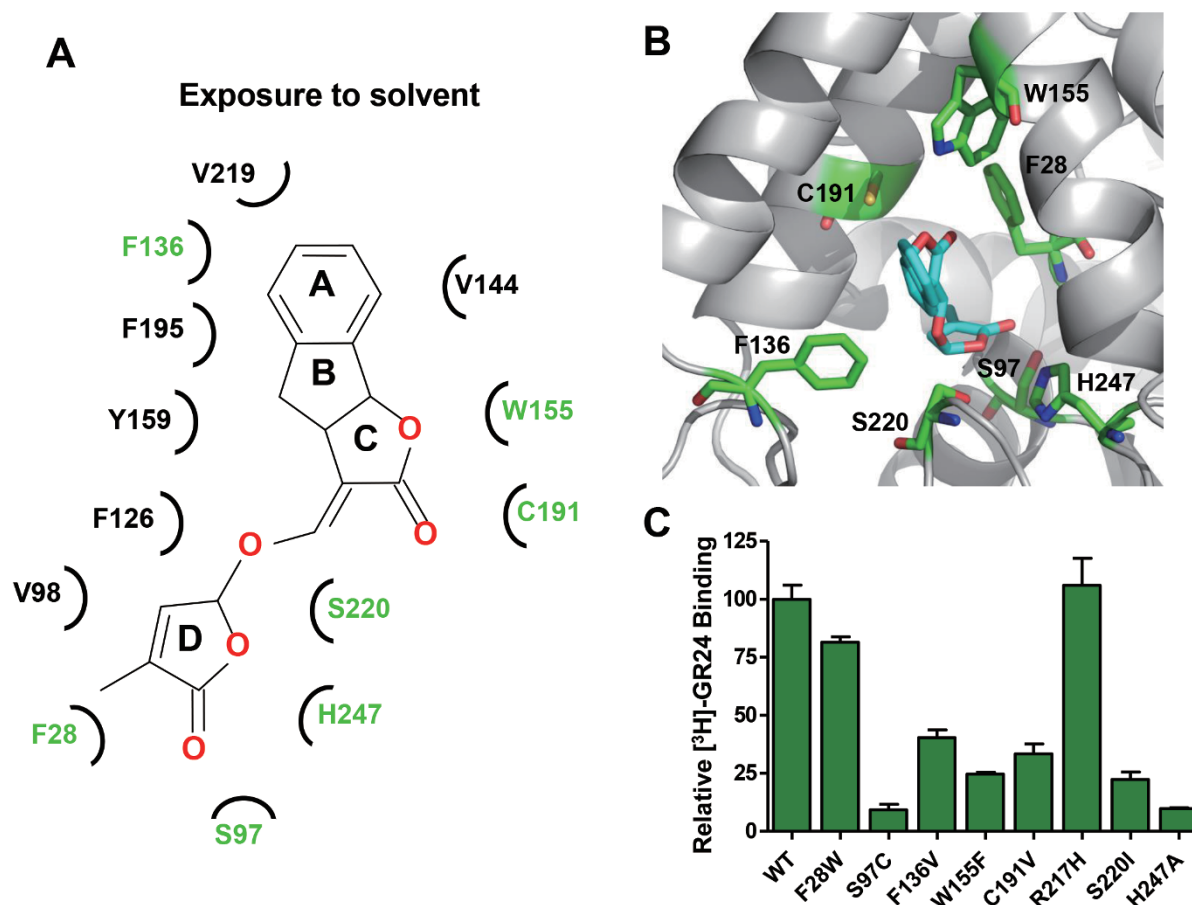 A
Exposure to solvent
V219
F136
A
V144
F195
B
Y159
C
O
W155
F126
O
O
C191
V98
S220
D
O
F28
O
H247
S97
B
W155
F28
C191
F136
S97
H247
S220
C
Relative [³H]-GR24 Binding
125
100
75
50
25
0
WT
F28W
S97C
F136V
W155F
C191V
R217H
S220I
H247A